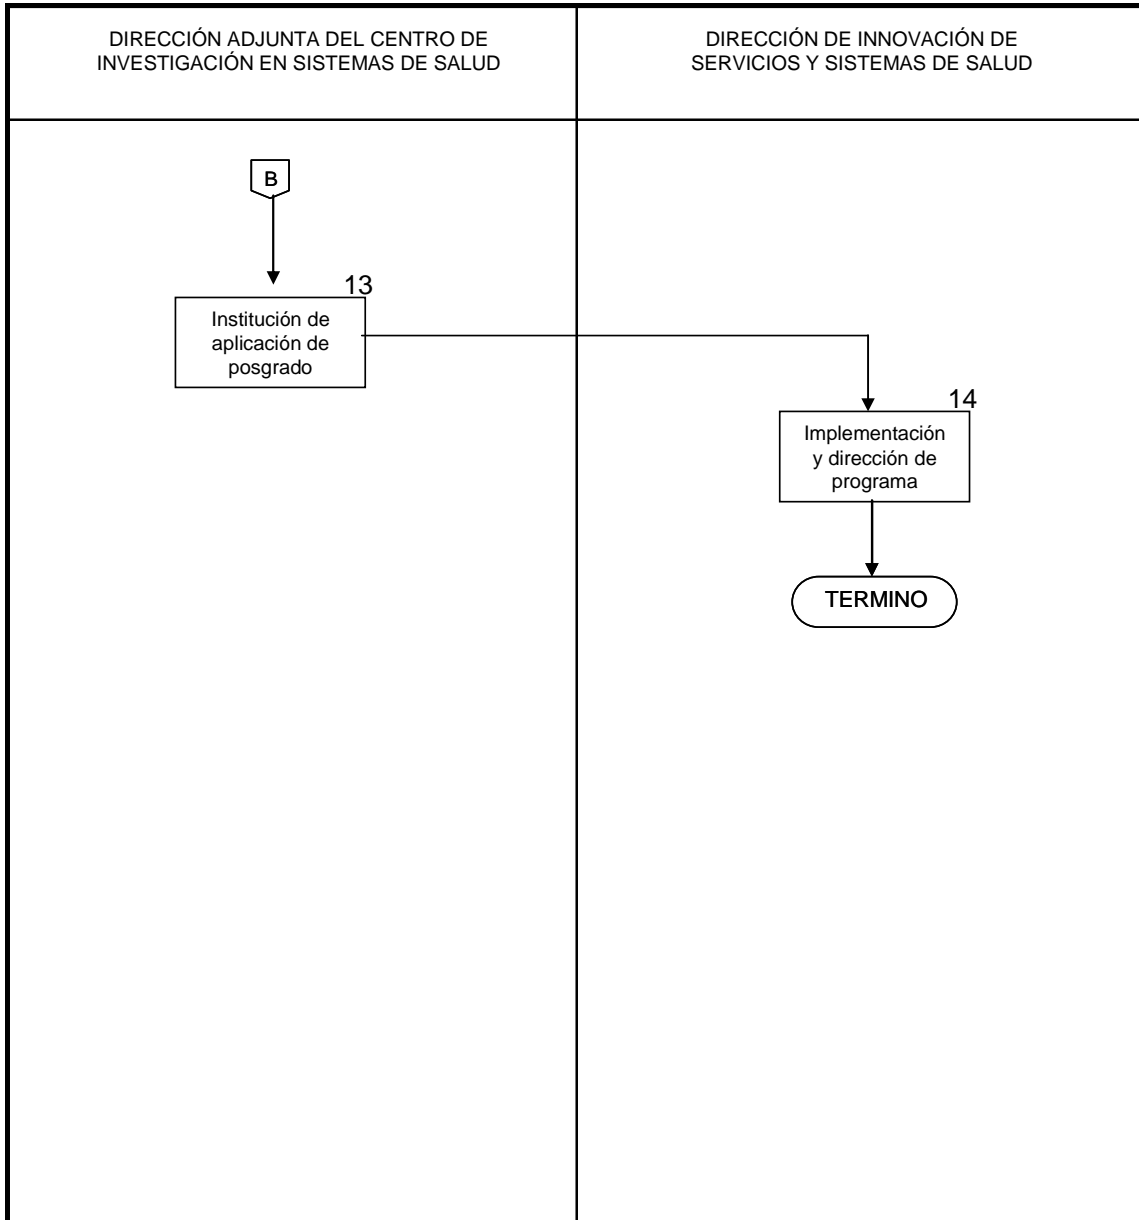 DIRECCIÓN ADJUNTA DEL CENTRO DE
INVESTIGACIÓN EN SISTEMAS DE SALUD
DIRECCIÓN DE INNOVACIÓN DE
SERVICIOS Y SISTEMAS DE SALUD
B
13
Institución de
aplicación de
posgrado
14
Implementación
y dirección de
programa
TERMINO